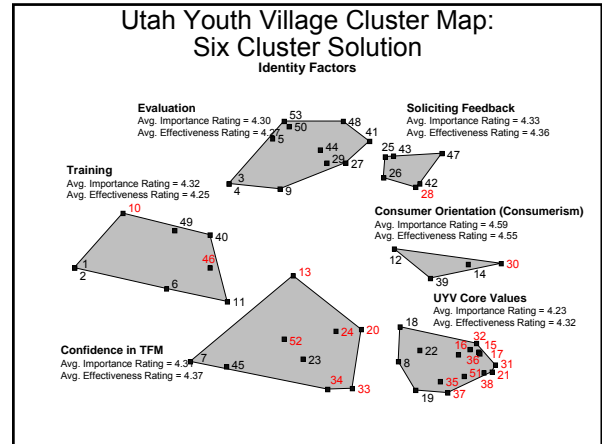 Utah Youth Village Cluster Map:
Six Cluster Solution
Identity Factors
Evaluation
Avg. Importance Rating = 4.30
Avg. Effectiveness Rating = 4.27
53
50
5
48
41
44
29
27
3
4
9
Soliciting Feedback
Avg. Importance Rating = 4.33
Avg. Effectiveness Rating = 4.36
25
43
47
26
42
28
Training
Avg. Importance Rating = 4.32
Avg. Effectiveness Rating = 4.25
10
49
40
46
1
2
6
11
Consumer Orientation (Consumerism)
Avg. Importance Rating = 4.59
Avg. Effectiveness Rating = 4.55
12
30
14
39
Confidence in TFM
Avg. Importance Rating =
Avg. Effectiveness Rating = 4.37
13
20
24
52
23
7
45
34
33
UYV Core Values
Avg. Importance Rating = 4.23
Avg. Effectiveness Rating = 4.32
18
32
16
15
22
17
36
8
31
51
21
35
38
19
37